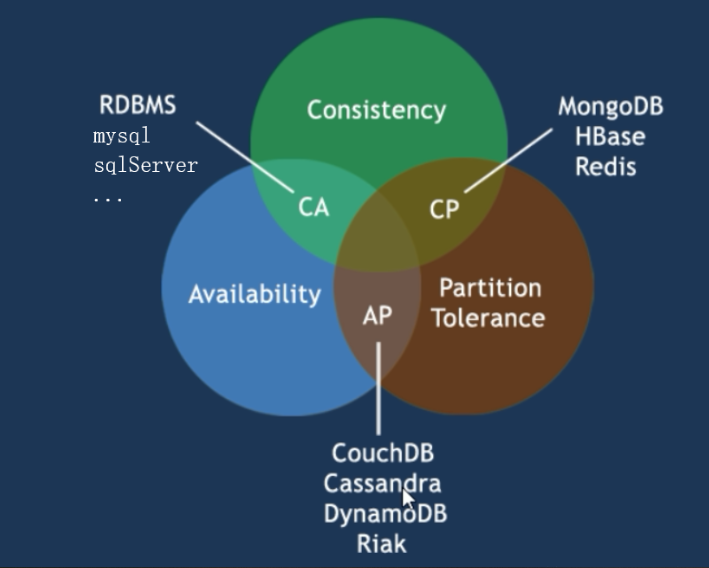 Consistency
RDBMS
mysql
sqlServer
...
MongoDB
HBase
Redis
CA
CP
Availability
Partition
Tolerance
AP
CouchDB
Cassandra
DynamoDB
Riak